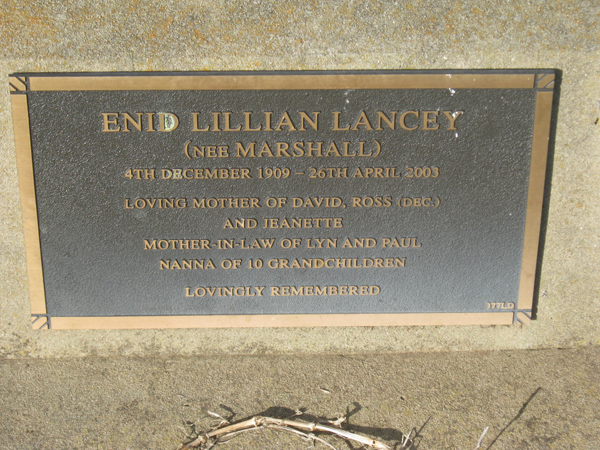 ENID LILLIAN LANCEY
(NEE MARSHALL)
4TH DECEMBER 1909 – 26TH APRIL 2003
LOVING MOTHER OF DAVID, ROSS (DEC.)
AND JEANETTE
MOTHER-IN-LAW OF LYN AND PAUL
NANNA OF 10 GRANDCHILDREN
LOVINGLY REMEMBERED